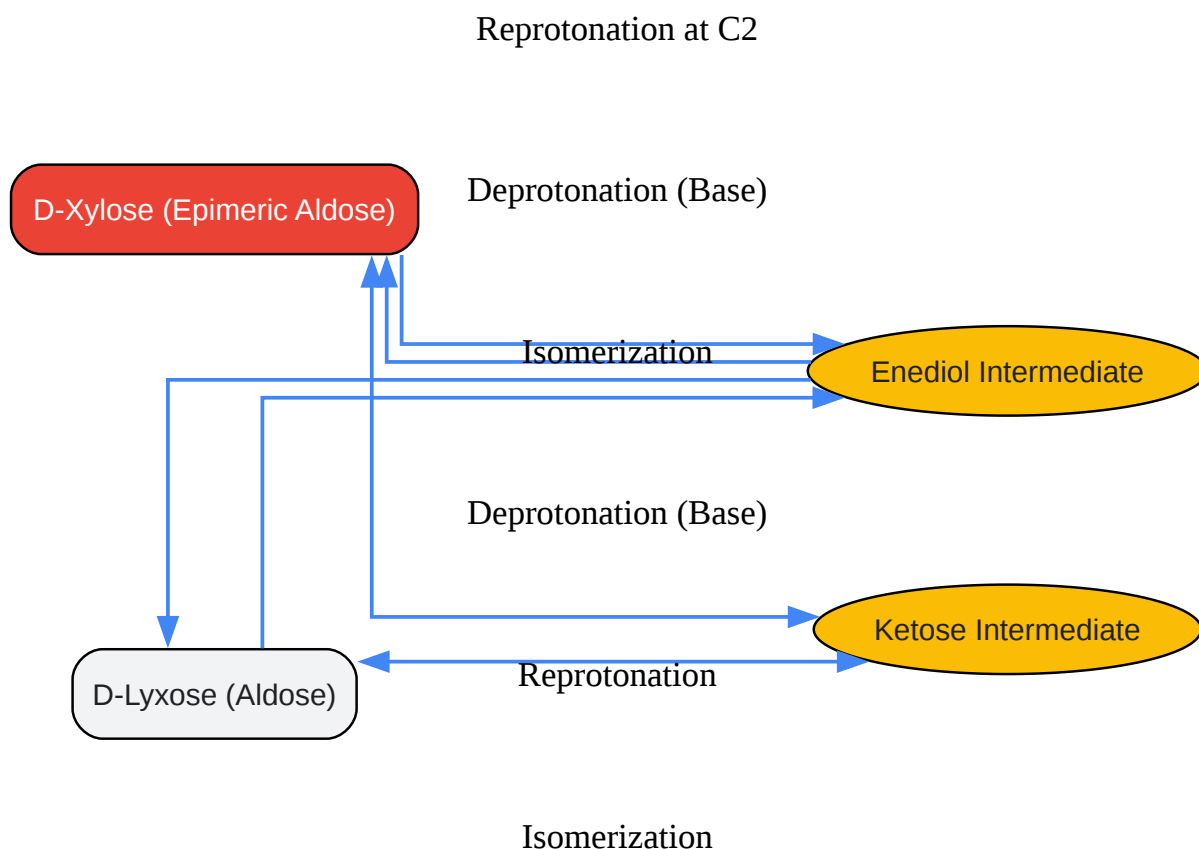 Reprotonation at C2
Deprotonation (Base)
D-Xylose (Epimeric Aldose)
Isomerization
Enediol Intermediate
Deprotonation (Base)
Ketose Intermediate
Reprotonation
D-Lyxose (Aldose)
Isomerization